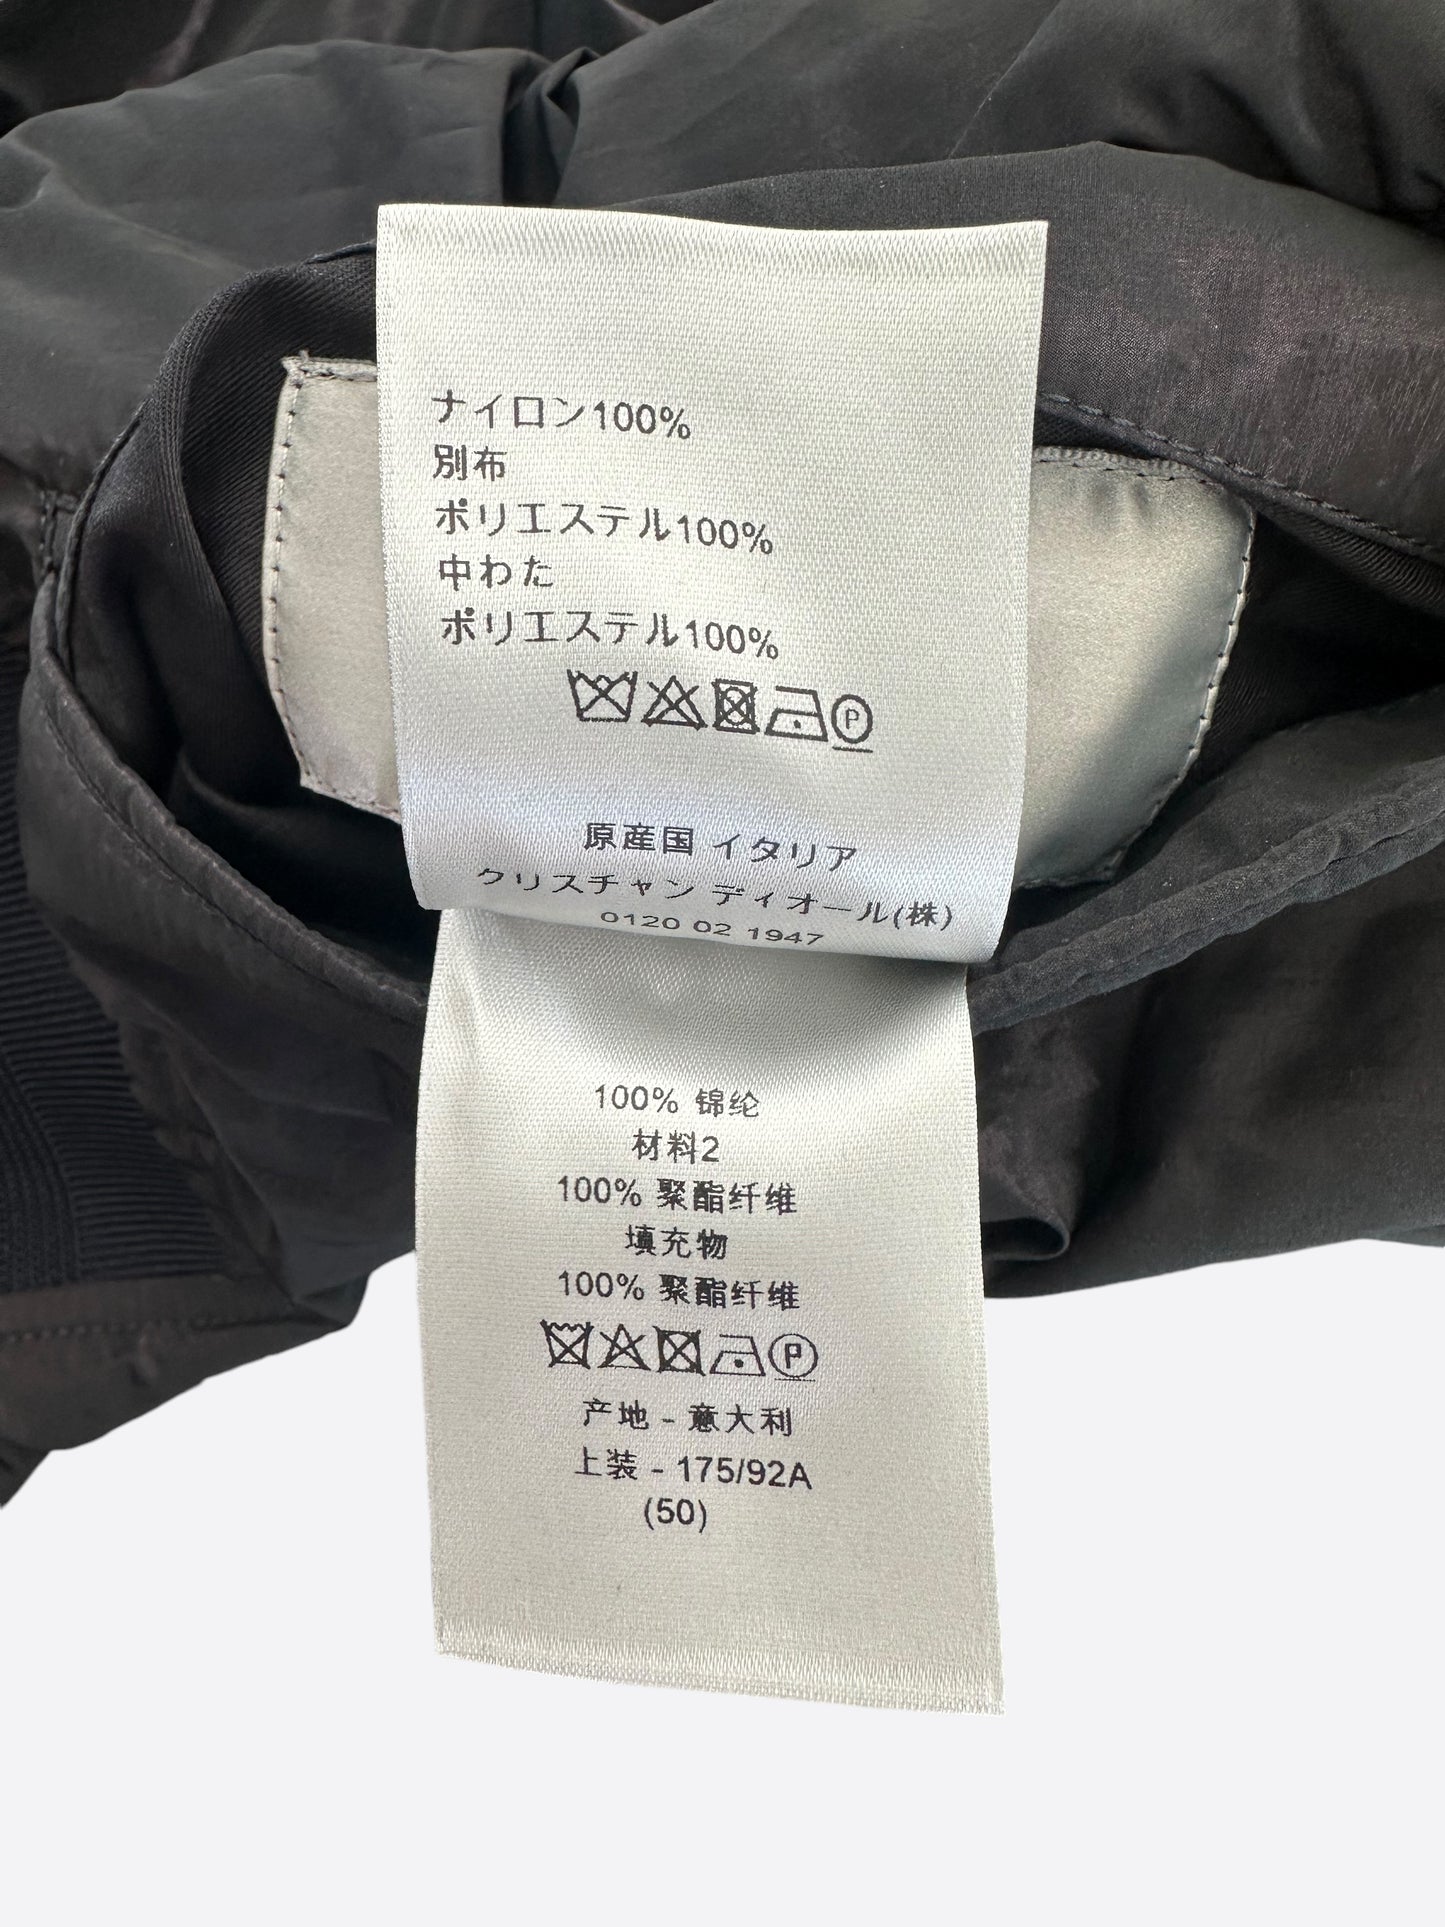 ナイロン100%
別布
ポリエステル100%
中わた
ポリエステル100%
P
原産国 イタリア
クリスチャン ディオール(株)
0120 02 1947
100% 锦纶
材料2
100% 聚酯纤维
填充物
100% 聚酯纤维
P
产地 - 意大利
上装 - 175/92A
(50)